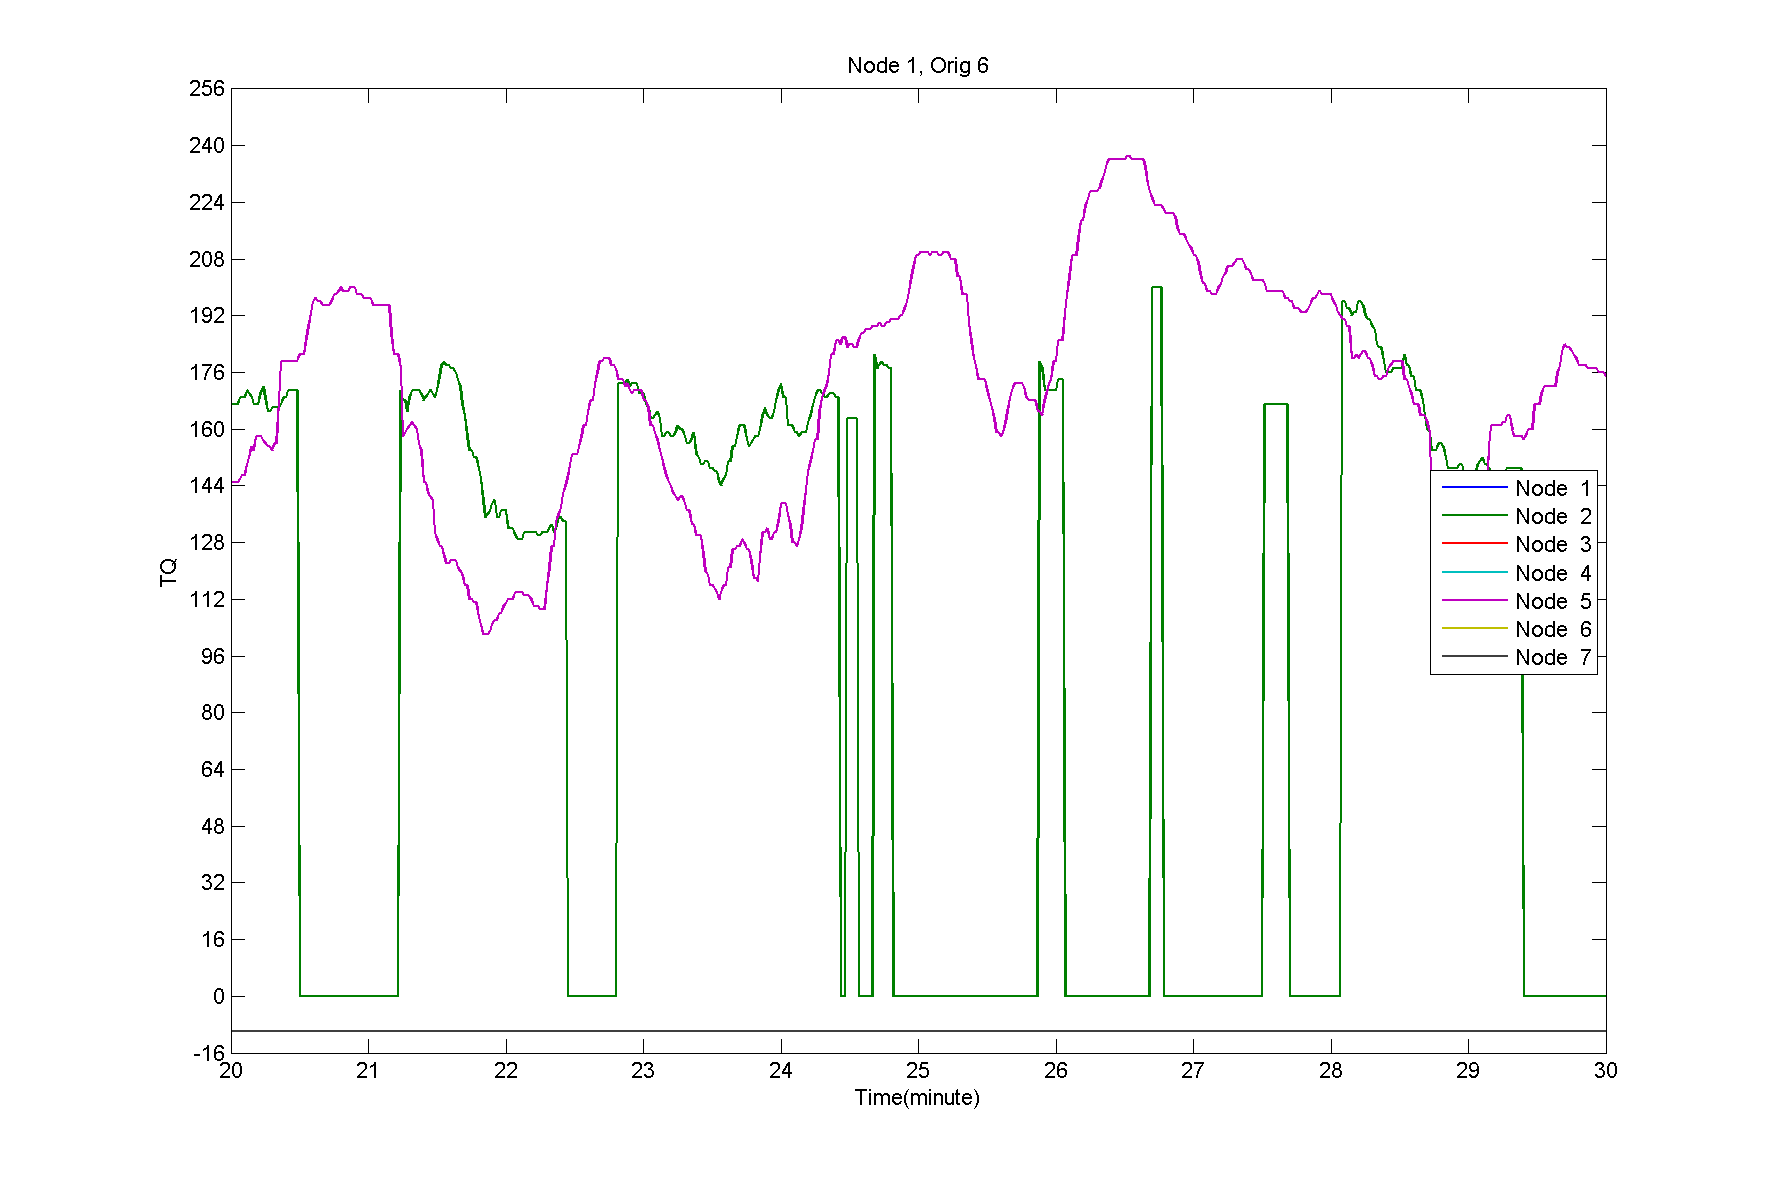 Node 1, Orig 6
256
240
224
208
192
176
160
144
128
112
96
80
64
48
32
16
0
-16
TQ
Node 1
Node 2
Node 3
Node 4
Node 5
Node 6
Node 7
20 21 22 23 24 25 26 27 28 29 30
Time(minute)